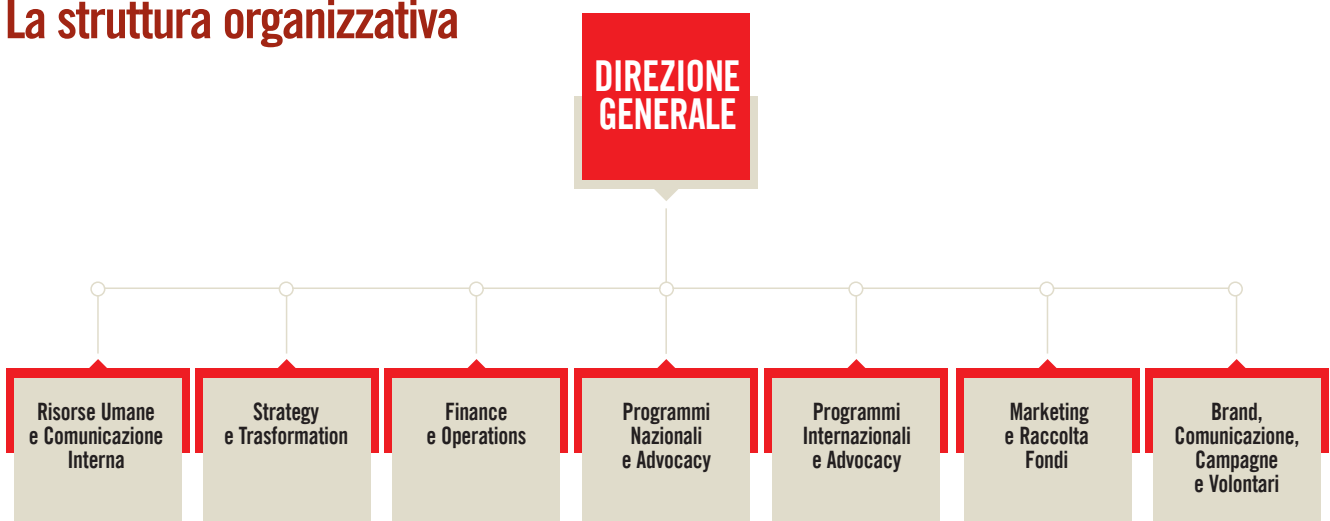 La struttura organizzativa
DIREZIONE
GENERALE
Risorse Umane
e Comunicazione
Interna
Strategy
e Trasformation
Finance
e Operations
Programmi
Nazionali
e Advocacy
Programmi
Internazionali
e Advocacy
Marketing
e Raccolta
Fondi
Brand,
Comunicazione,
Campagne
e Volontari